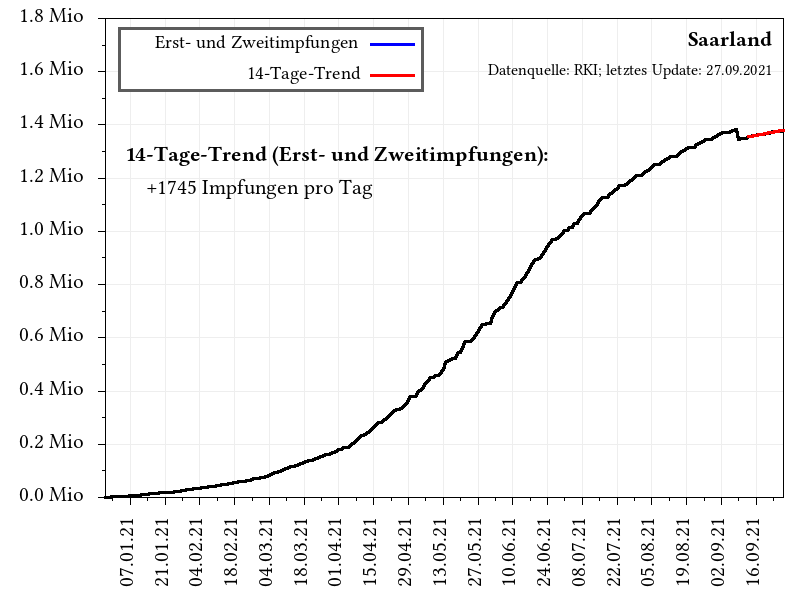 1.8 Mio
1.6 Mio
1.4 Mio
1.2 Mio
1.0 Mio
0.8 Mio
0.6 Mio
0.4 Mio
0.2 Mio
0.0 Mio
Erst- und Zweitimpfungen
14-Tage-Trend
Saarland
Datenquelle: RKI; letztes Update: 27.09.2021
14-Tage-Trend (Erst- und Zweitimpfungen):
+1745 Impfungen pro Tag
07.01.21
21.01.21
04.02.21
18.02.21
04.03.21
18.03.21
01.04.21
15.04.21
29.04.21
13.05.21
27.05.21
10.06.21
24.06.21
08.07.21
22.07.21
05.08.21
19.08.21
02.09.21
16.09.21